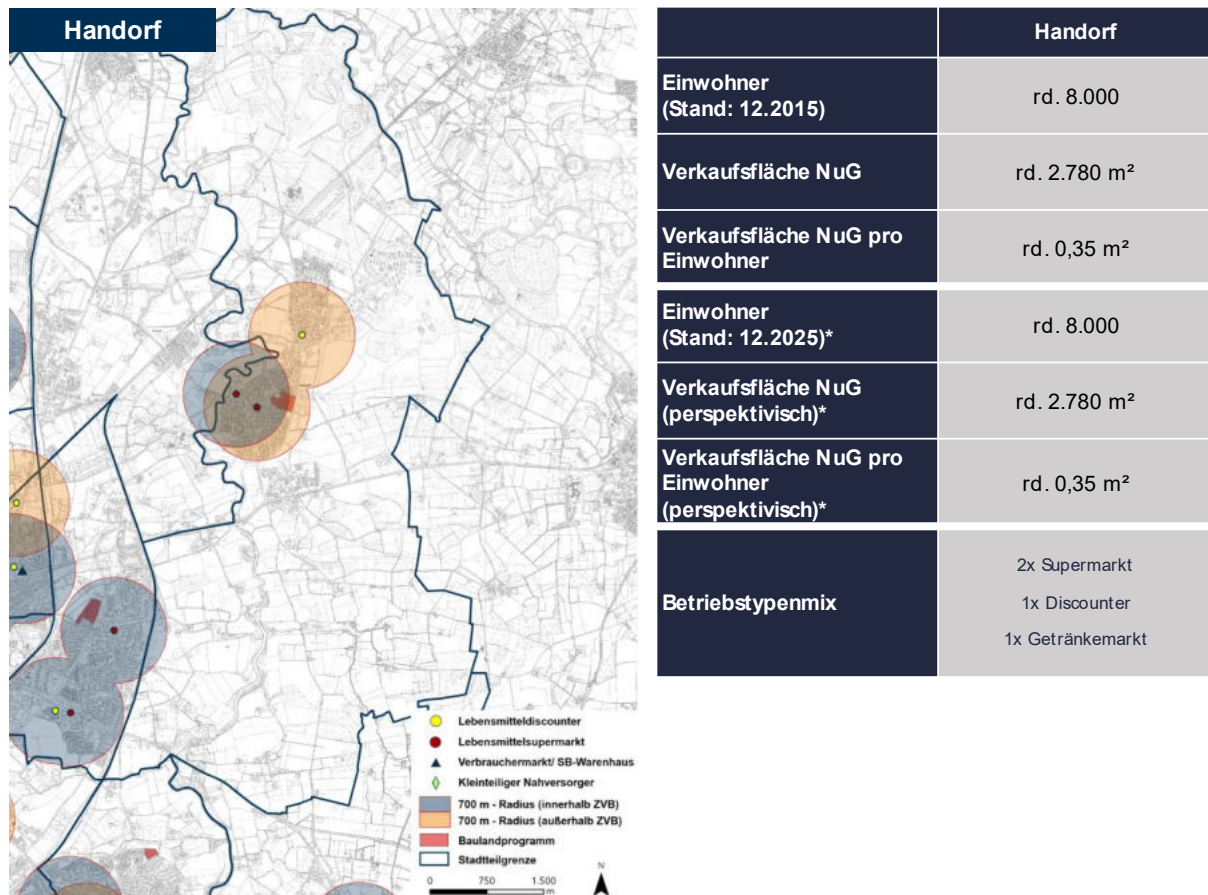 Handorf
Lebensmitteldiscounter
Lebensmittelsupermarkt
Verbrauchermarkt/ SB-Warenhaus
Kleinteiliger Nahversorger
700 m - Radius (innerhalb ZVB)
700 m - Radius (außerhalb ZVB)
Baulandprogramm
Stadtteilgrenze
N
0 750 1.500
m
Handorf
Einwohner
(Stand: 12.2015)
rd. 8.000
Verkaufsfläche NuG
rd. 2.780 m²
Verkaufsfläche NuG pro
Einwohner
rd. 0,35 m²
Einwohner
(Stand: 12.2025)*
rd. 8.000
Verkaufsfläche NuG
(perspektivisch)*
rd. 2.780 m²
Verkaufsfläche NuG pro
Einwohner
(perspektivisch)*
rd. 0,35 m²
Betriebstypenmix
2x Supermarkt
1x Discounter
1x Getränkemarkt